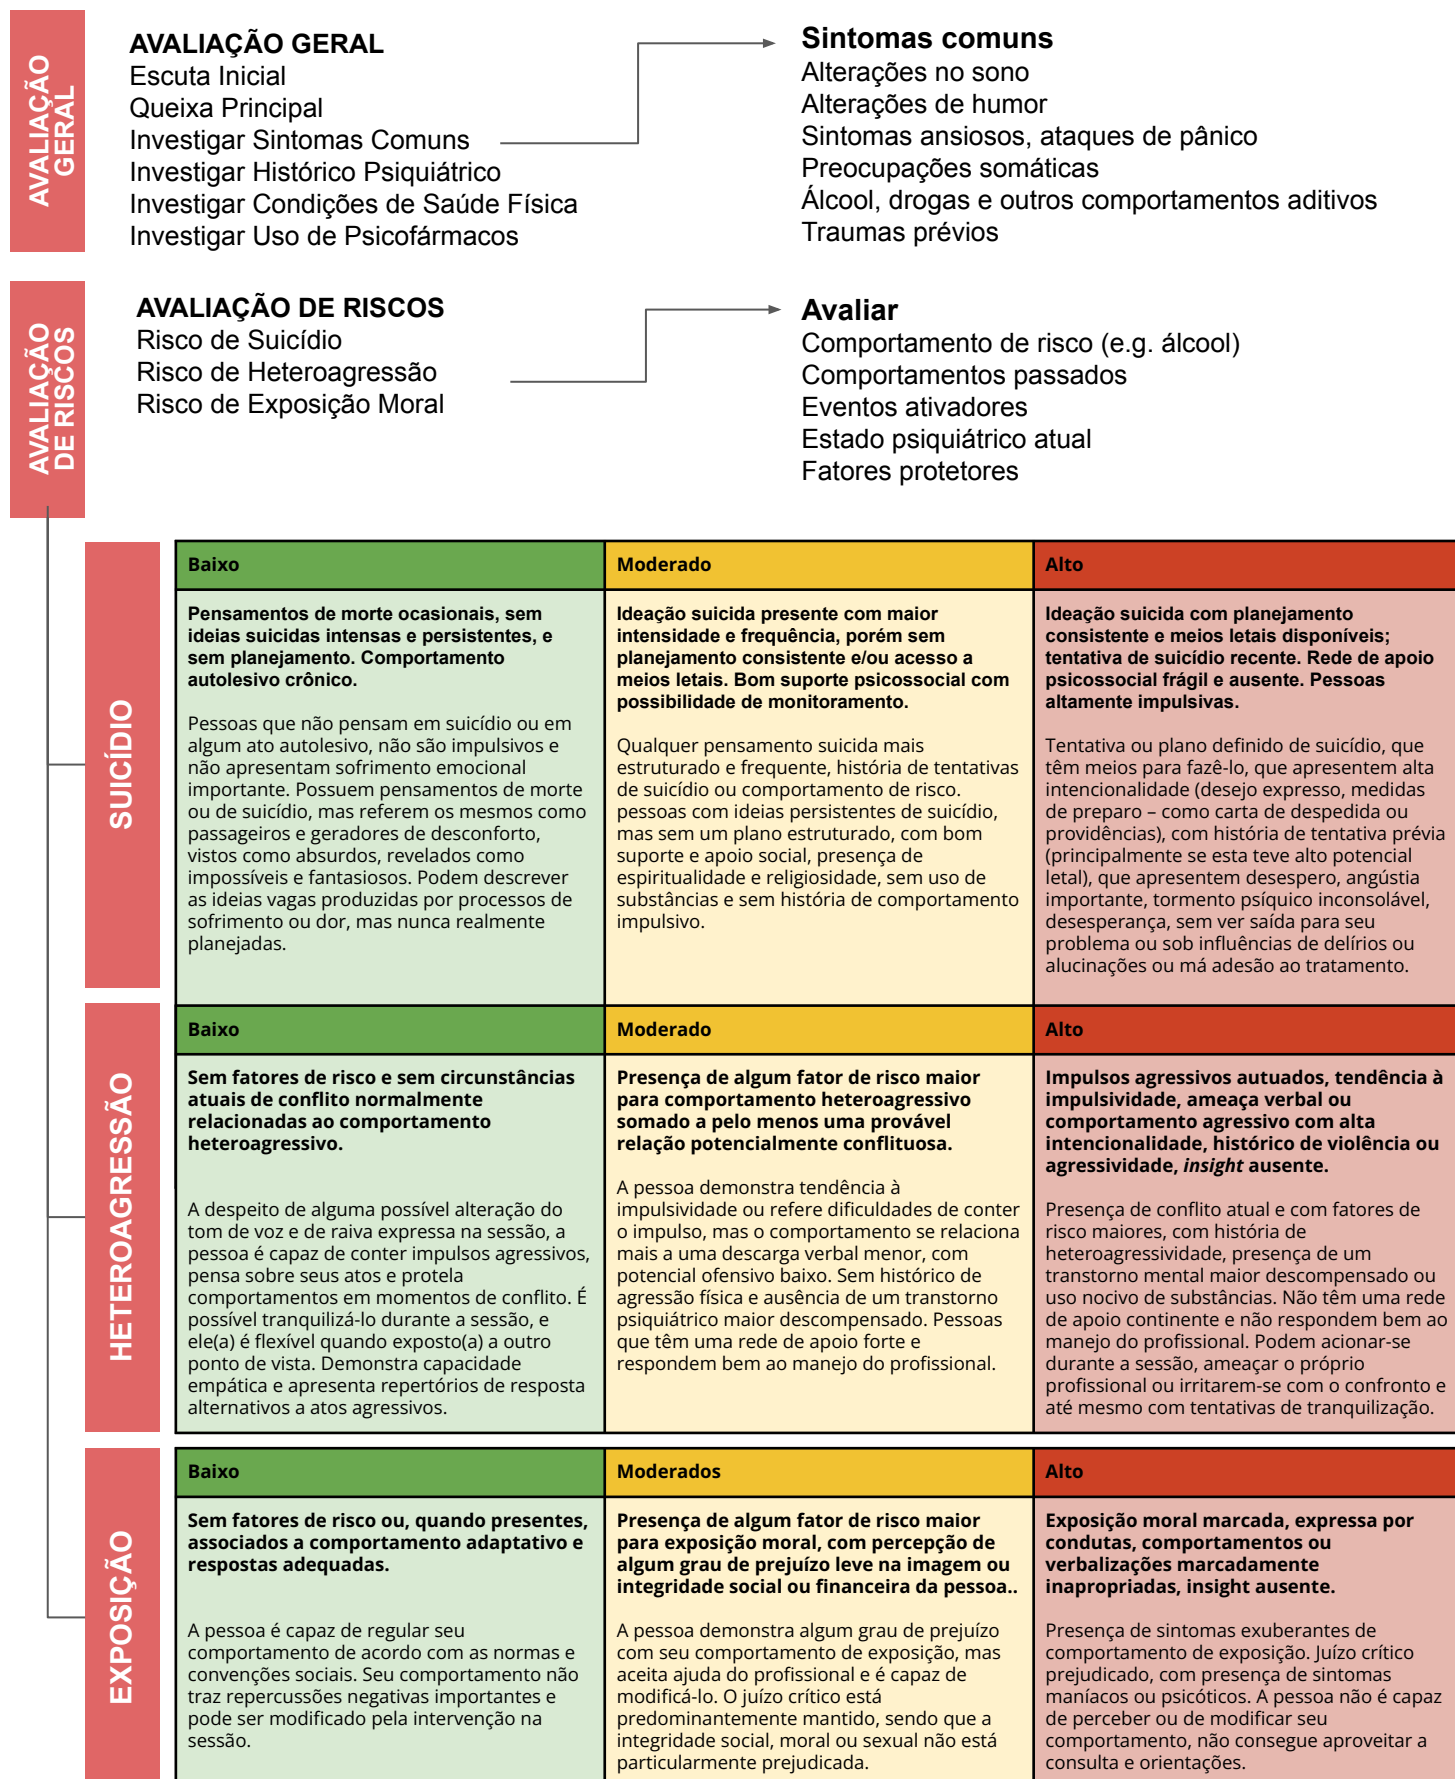 AVALIAÇÃO
GERAL
AVALIAÇÃO GERAL
Escuta Inicial
Queixa Principal
Investigar Sintomas Comuns
Investigar Histórico Psiquiátrico
Investigar Condições de Saúde Física
Investigar Uso de Psicofármacos
Sintomas comuns
Alterações no sono
Alterações de humor
Sintomas ansiosos, ataques de pânico
Preocupações somáticas
Álcool, drogas e outros comportamentos aditivos
Traumas prévios
AVALIAÇÃO
DE RISCOS
AVALIAÇÃO DE RISCOS
Risco de Suicídio
Risco de Heteroagressão
Risco de Exposição Moral
Avaliar
Comportamento de risco (e.g. álcool)
Comportamentos passados
Eventos ativadores
Estado psiquiátrico atual
Fatores protetores
SUICÍDIO
Baixo
Pensamentos de morte ocasionais, sem
ideias suicidas intensas e persistentes, e
sem planejamento. Comportamento
autolesivo crônico.
Pessoas que não pensam em suicídio ou em
algum ato autolesivo, não são impulsivos e
não apresentam sofrimento emocional
importante. Possuem pensamentos de morte
ou de suicídio, mas referem os mesmos como
passageiros e geradores de desconforto,
vistos como absurdos, revelados como
impossíveis e fantasiosos. Podem descrever
as ideias vagas produzidas por processos de
sofrimento ou dor, mas nunca realmente
planejadas.
Moderado
Ideação suicida presente com maior
intensidade e frequência, porém sem
planejamento consistente e/ou acesso a
meios letais. Bom suporte psicossocial com
possibilidade de monitoramento.
Qualquer pensamento suicida mais
estruturado e frequente, história de tentativas
de suicídio ou comportamento de risco.
pessoas com ideias persistentes de suicídio,
mas sem um plano estruturado, com bom
suporte e apoio social, presença de
espiritualidade e religiosidade, sem uso de
substâncias e sem história de comportamento
impulsivo.
Alto
Ideação suicida com planejamento
consistente e meios letais disponíveis;
tentativa de suicídio recente. Rede de apoio
psicossocial frágil e ausente. Pessoas
altamente impulsivas.
Tentativa ou plano definido de suicídio, que
têm meios para fazê-lo, que apresentem alta
intencionalidade (desejo expresso, medidas
de preparo – como carta de despedida ou
providências), com história de tentativa prévia
(principalmente se esta teve alto potencial
letal), que apresentem desespero, angústia
importante, tormento psíquico inconsolável,
desesperança, sem ver saída para seu
problema ou sob influências de delírios ou
alucinações ou má adesão ao tratamento.
HETEROAGRESSÃO
Baixo
Sem fatores de risco e sem circunstâncias
atuais de conflito normalmente
relacionadas ao comportamento
heteroagressivo.
A despeito de alguma possível alteração do
tom de voz e de raiva expressa na sessão, a
pessoa é capaz de conter impulsos agressivos,
pensa sobre seus atos e protela
comportamentos em momentos de conflito. É
possível tranquilizá-lo durante a sessão, e
ele(a) é flexível quando exposto(a) a outro
ponto de vista. Demonstra capacidade
empática e apresenta repertórios de resposta
alternativos a atos agressivos.
Moderado
Presença de algum fator de risco maior
para comportamento heteroagressivo
somado a pelo menos uma provável
relação potencialmente conflituosa.
A pessoa demonstra tendência à
impulsividade ou refere dificuldades de conter
o impulso, mas o comportamento se relaciona
mais a uma descarga verbal menor, com
potencial ofensivo baixo. Sem histórico de
agressão física e ausência de um transtorno
psiquiátrico maior descompensado. Pessoas
que têm uma rede de apoio forte e
respondem bem ao manejo do profissional.
Alto
Impulsos agressivos autuados, tendência à
impulsividade, ameaça verbal ou
comportamento agressivo com alta
intencionalidade, histórico de violência ou
agressividade, insight ausente.
Presença de conflito atual e com fatores de
risco maiores, com história de
heteroagressividade, presença de um
transtorno mental maior descompensado ou
uso nocivo de substâncias. Não têm uma rede
de apoio continente e não respondem bem ao
manejo do profissional. Podem acionar-se
durante a sessão, ameaçar o próprio
profissional ou irritarem-se com o confronto e
até mesmo com tentativas de tranquilização.
EXPOSIÇÃO
Baixo
Sem fatores de risco ou, quando presentes,
associados a comportamento adaptativo e
respostas adequadas.
A pessoa é capaz de regular seu
comportamento de acordo com as normas e
convenções sociais. Seu comportamento não
traz repercussões negativas importantes e
pode ser modificado pela intervenção na
sessão.
Moderados
Presença de algum fator de risco maior
para exposição moral, com percepção de
algum grau de prejuízo leve na imagem ou
integridade social ou financeira da pessoa..
A pessoa demonstra algum grau de prejuízo
com seu comportamento de exposição, mas
aceita ajuda do profissional e é capaz de
modificá-lo. O juízo crítico está
predominantemente mantido, sendo que a
integridade social, moral ou sexual não está
particularmente prejudicada.
Alto
Exposição moral marcada, expressa por
condutas, comportamentos ou
verbalizações marcadamente
inapropriadas, insight ausente.
Presença de sintomas exuberantes de
comportamento de exposição. Juízo crítico
prejudicado, com presença de sintomas
maníacos ou psicóticos. A pessoa não é capaz
de perceber ou de modificar seu
comportamento, não consegue aproveitar a
consulta e orientações.